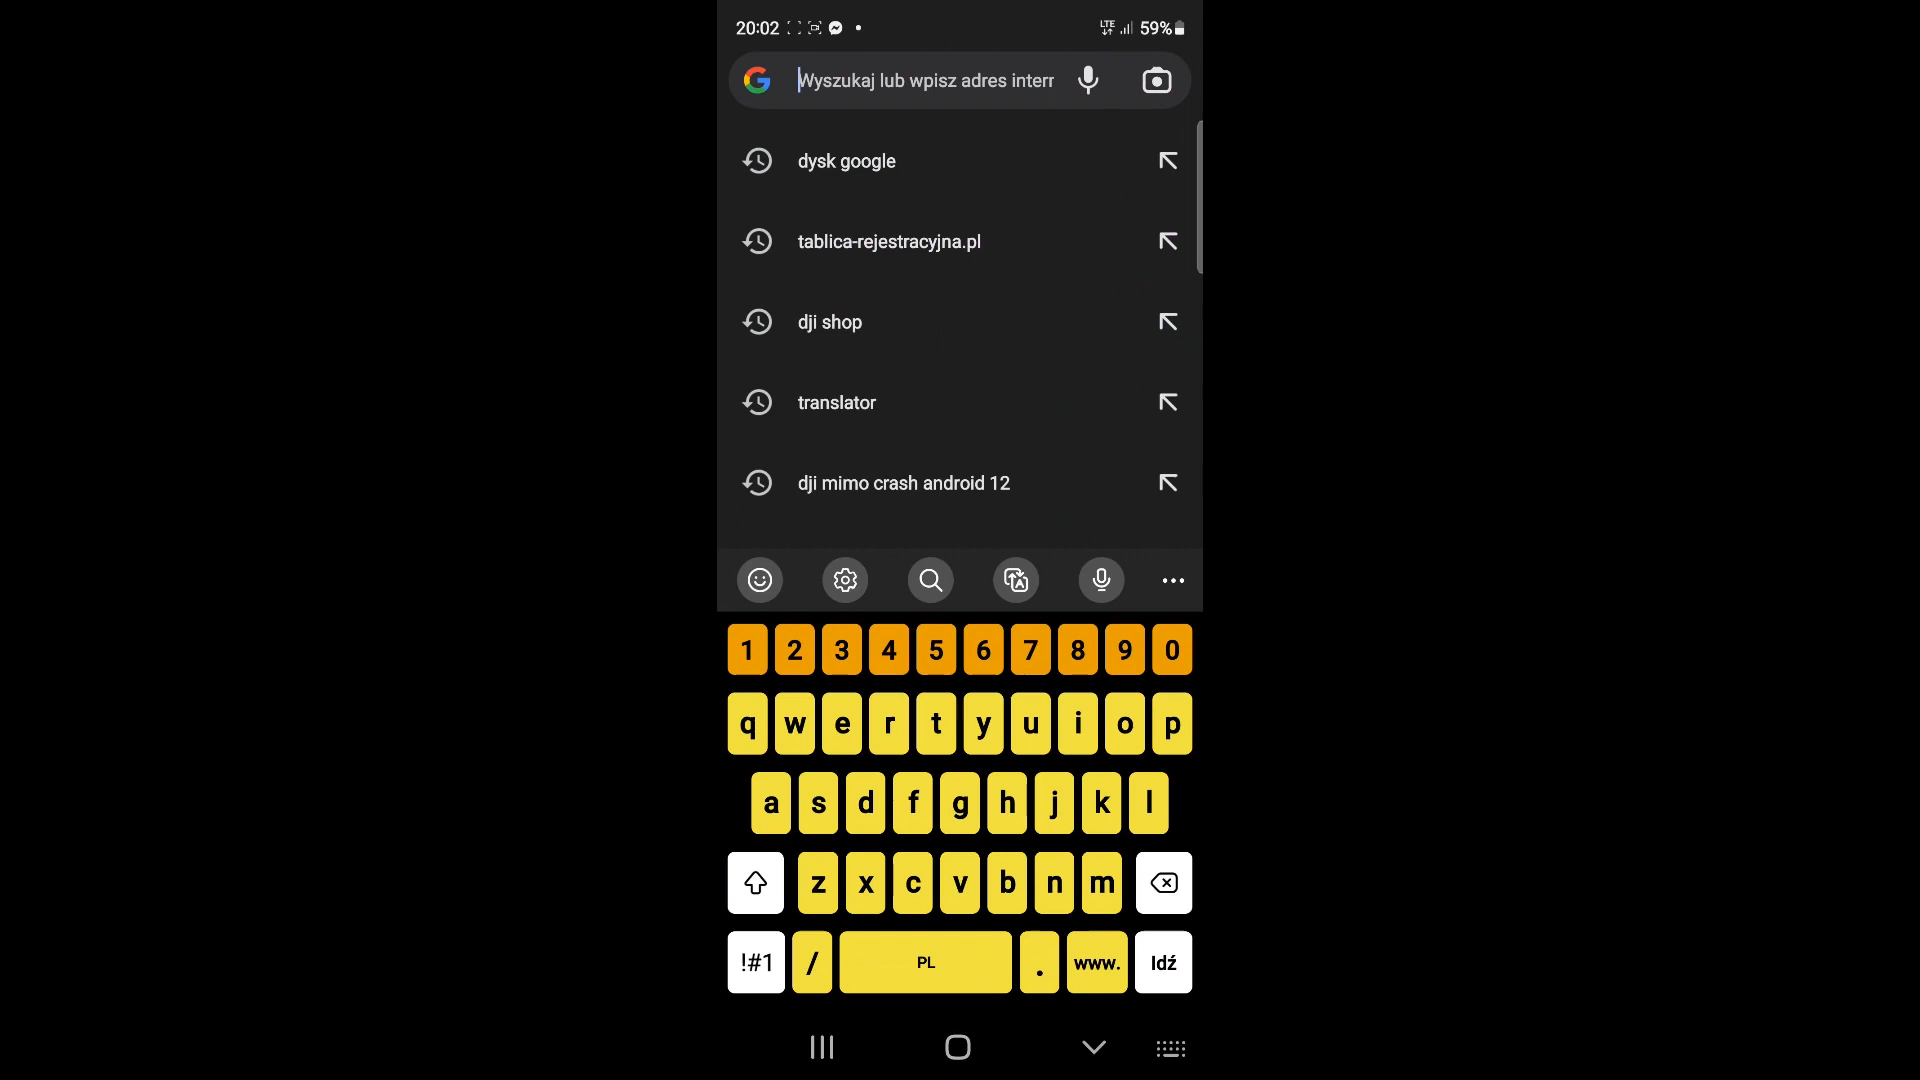 20:02 LTE 59%
Wyszukaj lub wpisz adres interr
dysk google
tablica-rejestracyjna.pl
dji shop
translator
dji mimo crash android 12
1 2 3 4 5 6 7 8 9 0
q w e r t y u i o p
a s d f g h j k l
z x c v b n m
!#1 / PL . www. Idź